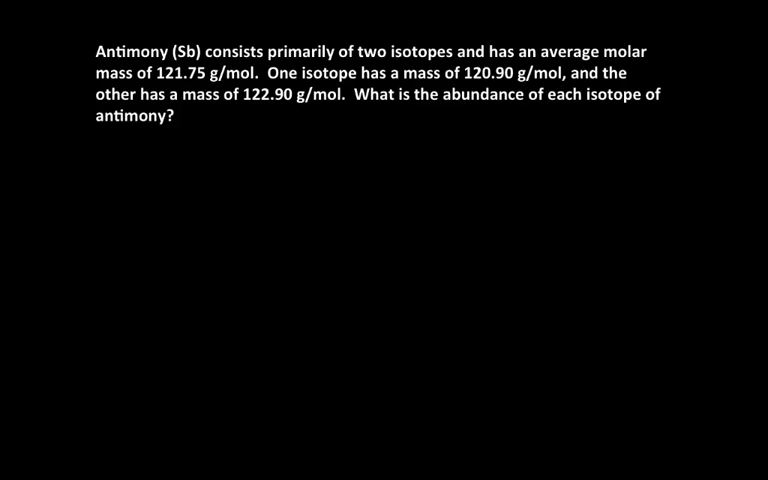 Antimony (Sb) consists primarily of two isotopes and has an average molar
mass of 121.75 g/mol.  One isotope has a mass of 120.90 g/mol, and the
other has a mass of 122.90 g/mol.  What is the abundance of each isotope of
antimony?